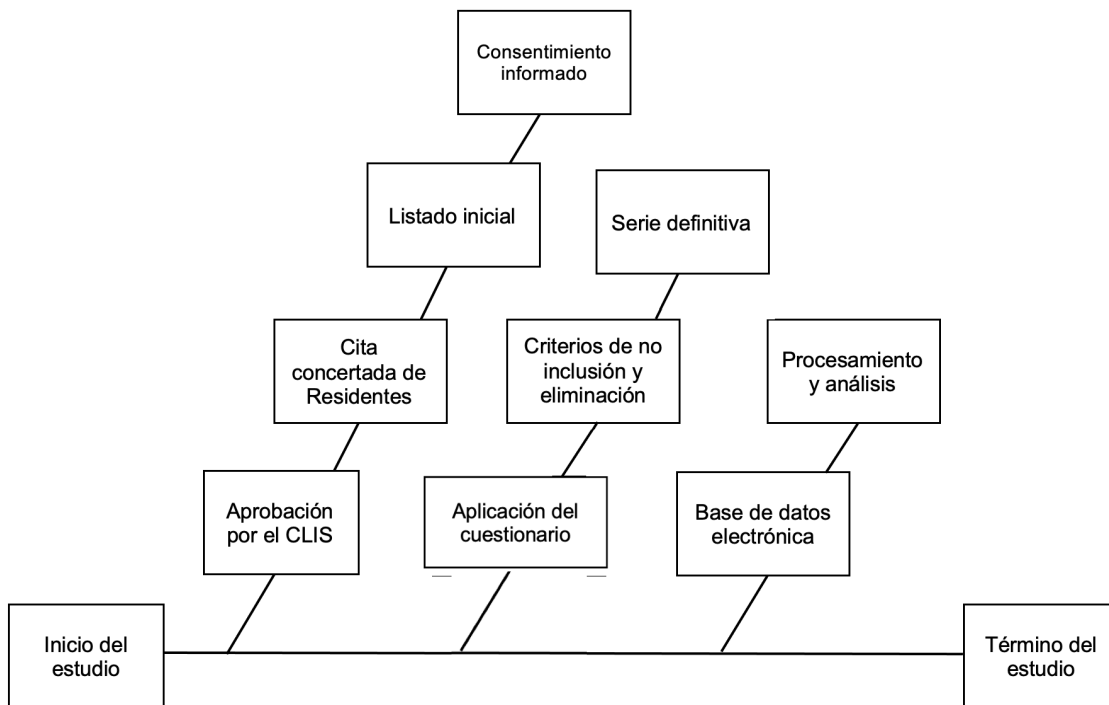 Consentimiento
informado
Listado inicial
Serie definitiva
Cita
concertada de
Residentes
Criterios de no
inclusión y
eliminación
Procesamiento
y análisis
Aprobación
por el CLIS
Aplicación del
cuestionario
Base de datos
electrónica
Inicio del
estudio
Término del
estudio